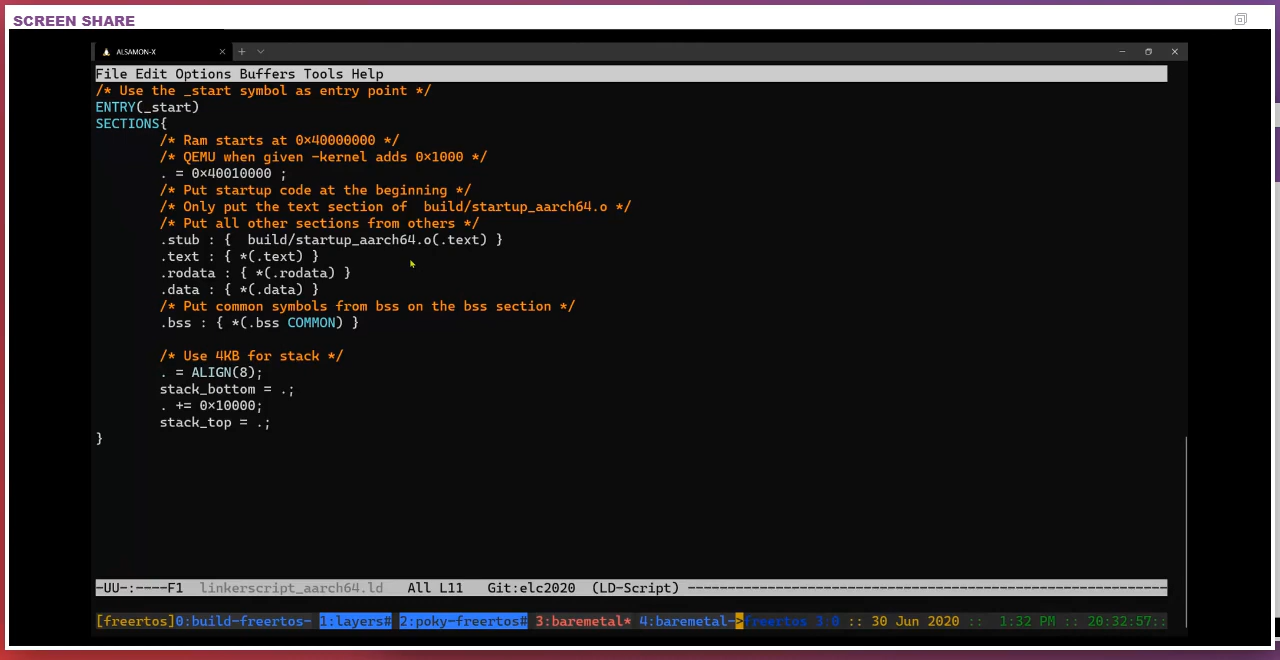 SCREEN SHARE
ALSAMON-X
File Edit Options Buffers Tools Help
/* Use the _start symbol as entry point */
ENTRY(_start)
SECTIONS{
/* Ram starts at 0x40000000 */
/* QEMU when given -kernel adds 0x1000 */
. = 0x40010000 ;
/* Put startup code at the beginning */
/* Only put the text section of  build/startup_aarch64.o */
/* Put all other sections from others */
.stub : {  build/startup_aarch64.o(.text) }
.text : { *(.text) }
.rodata : { *(.rodata) }
.data : { *(.data) }
/* Put common symbols from bss on the bss section */
.bss : { *(.bss COMMON) }
/* Use 4KB for stack */
. = ALIGN(8);
stack_bottom = .;
. += 0x10000;
stack_top = .;
}
-UU-:----F1  linkerscript_aarch64.ld   All L11   Git:elc2020  (LD-Script) ------------------------------------------------------------
[freertos]0:build-freertos- 1:layers# 2:poky-freertos# 3:baremetal* 4:baremetal->freertos 3.0 :: 30 Jun 2020 :: 1:32 PM :: 20:32:57::